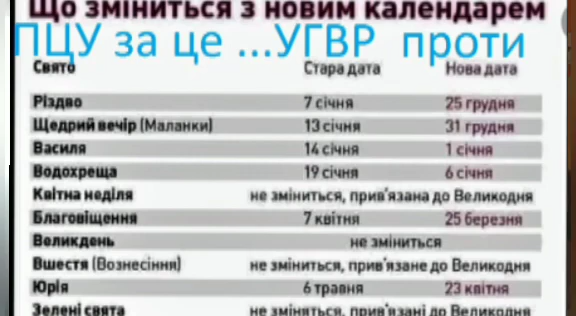 Що зміниться з новим календарем
ПЦУ за це ...УГВР проти
Свято Стара дата Нова дата
Різдво 7 січня 25 грудня
Щедрий вечір (Маланки) 13 січня 31 грудня
Василя 14 січня 1 січня
Водохреща 19 січня 6 січня
Квітна неділя не зміниться, прив'язана до Великодня
Благовіщення 7 квітня 25 березня
Великдень не зміниться
Вшестя (Вознесіння) не зміниться, прив'язане до Великодня
Юрія 6 травня 23 квітня
Зелені свята не змінять, прив'язані до Великодня